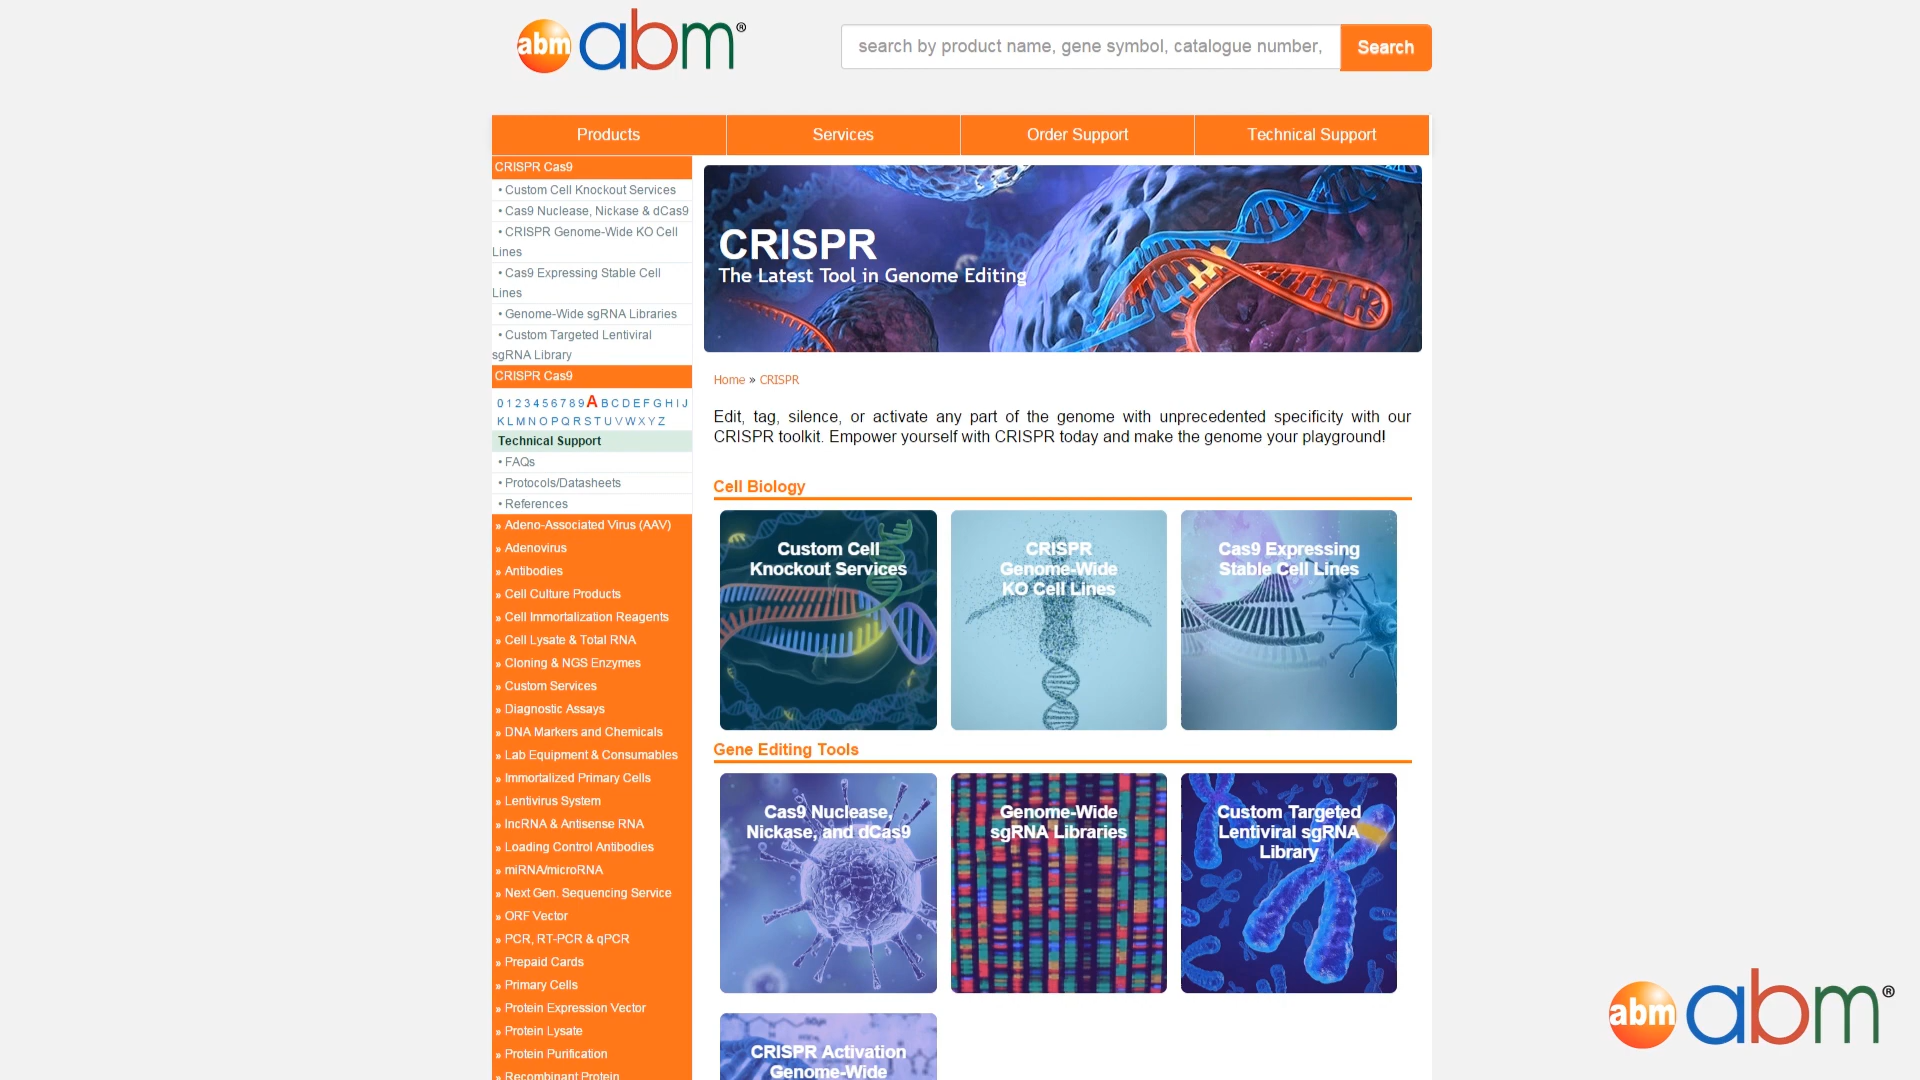 abm abm®
search by product name, gene symbol, catalogue number,
Search
Products
Services
Order Support
Technical Support
CRISPR Cas9
• Custom Cell Knockout Services
• Cas9 Nuclease, Nickase & dCas9
• CRISPR Genome-Wide KO Cell
Lines
• Cas9 Expressing Stable Cell
Lines
• Genome-Wide sgRNA Libraries
• Custom Targeted Lentiviral
sgRNA Library
CRISPR Cas9
0 1 2 3 4 5 6 7 8 9 A B C D E F G H I J
K L M N O P Q R S T U V W X Y Z
Technical Support
• FAQs
• Protocols/Datasheets
• References
» Adeno-Associated Virus (AAV)
» Adenovirus
» Antibodies
» Cell Culture Products
» Cell Immortalization Reagents
» Cell Lysate & Total RNA
» Cloning & NGS Enzymes
» Custom Services
» Diagnostic Assays
» DNA Markers and Chemicals
» Lab Equipment & Consumables
» Immortalized Primary Cells
» Lentivirus System
» lncRNA & Antisense RNA
» Loading Control Antibodies
» miRNA/microRNA
» Next Gen. Sequencing Service
» ORF Vector
» PCR, RT-PCR & qPCR
» Prepaid Cards
» Primary Cells
» Protein Expression Vector
» Protein Lysate
» Protein Purification
» Recombinant Protein
CRISPR
The Latest Tool in Genome Editing
Home » CRISPR
Edit, tag, silence, or activate any part of the genome with unprecedented specificity with our
CRISPR toolkit. Empower yourself with CRISPR today and make the genome your playground!
Cell Biology
Custom Cell
Knockout Services
CRISPR
Genome-Wide
KO Cell Lines
Cas9 Expressing
Stable Cell Lines
Gene Editing Tools
Cas9 Nuclease,
Nickase, and dCas9
Genome-Wide
sgRNA Libraries
Custom Targeted
Lentiviral sgRNA
Library
CRISPR Activation
Genome-Wide
abm abm®